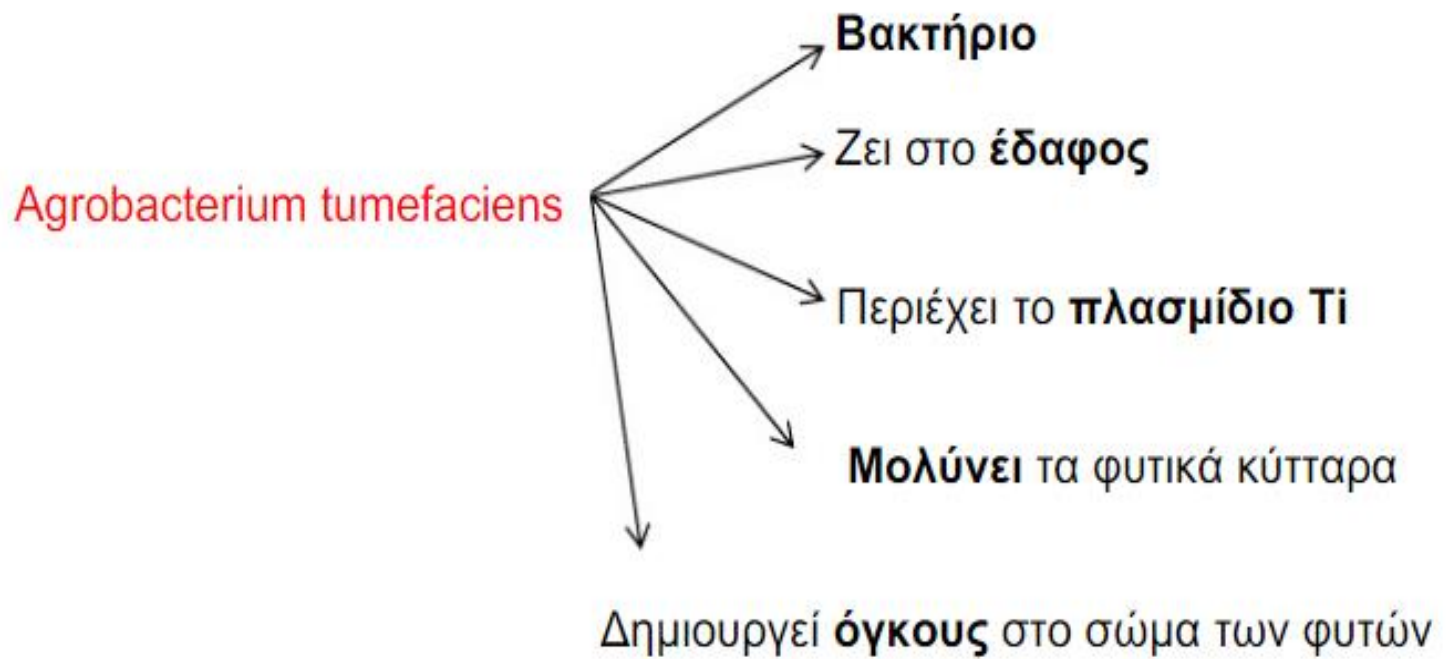 Βακτήριο
Ζει στο έδαφος
Agrobacterium tumefaciens
Περιέχει το πλασμίδιο Ti
Μολύνει τα φυτικά κύτταρα
Δημιουργεί όγκους στο σώμα των φυτών